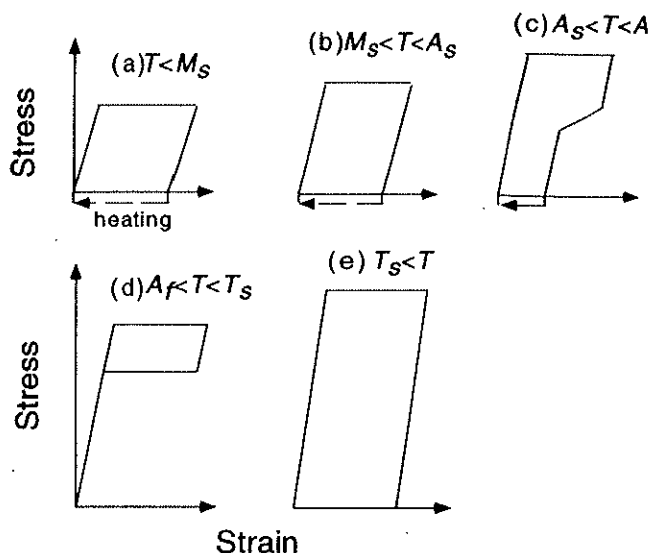 (a)T<Ms
(b)Ms<T<As
(c)As<T<A
Stress
heating
(d)Af<T<Ts
(e) Ts<T
Stress
Strain